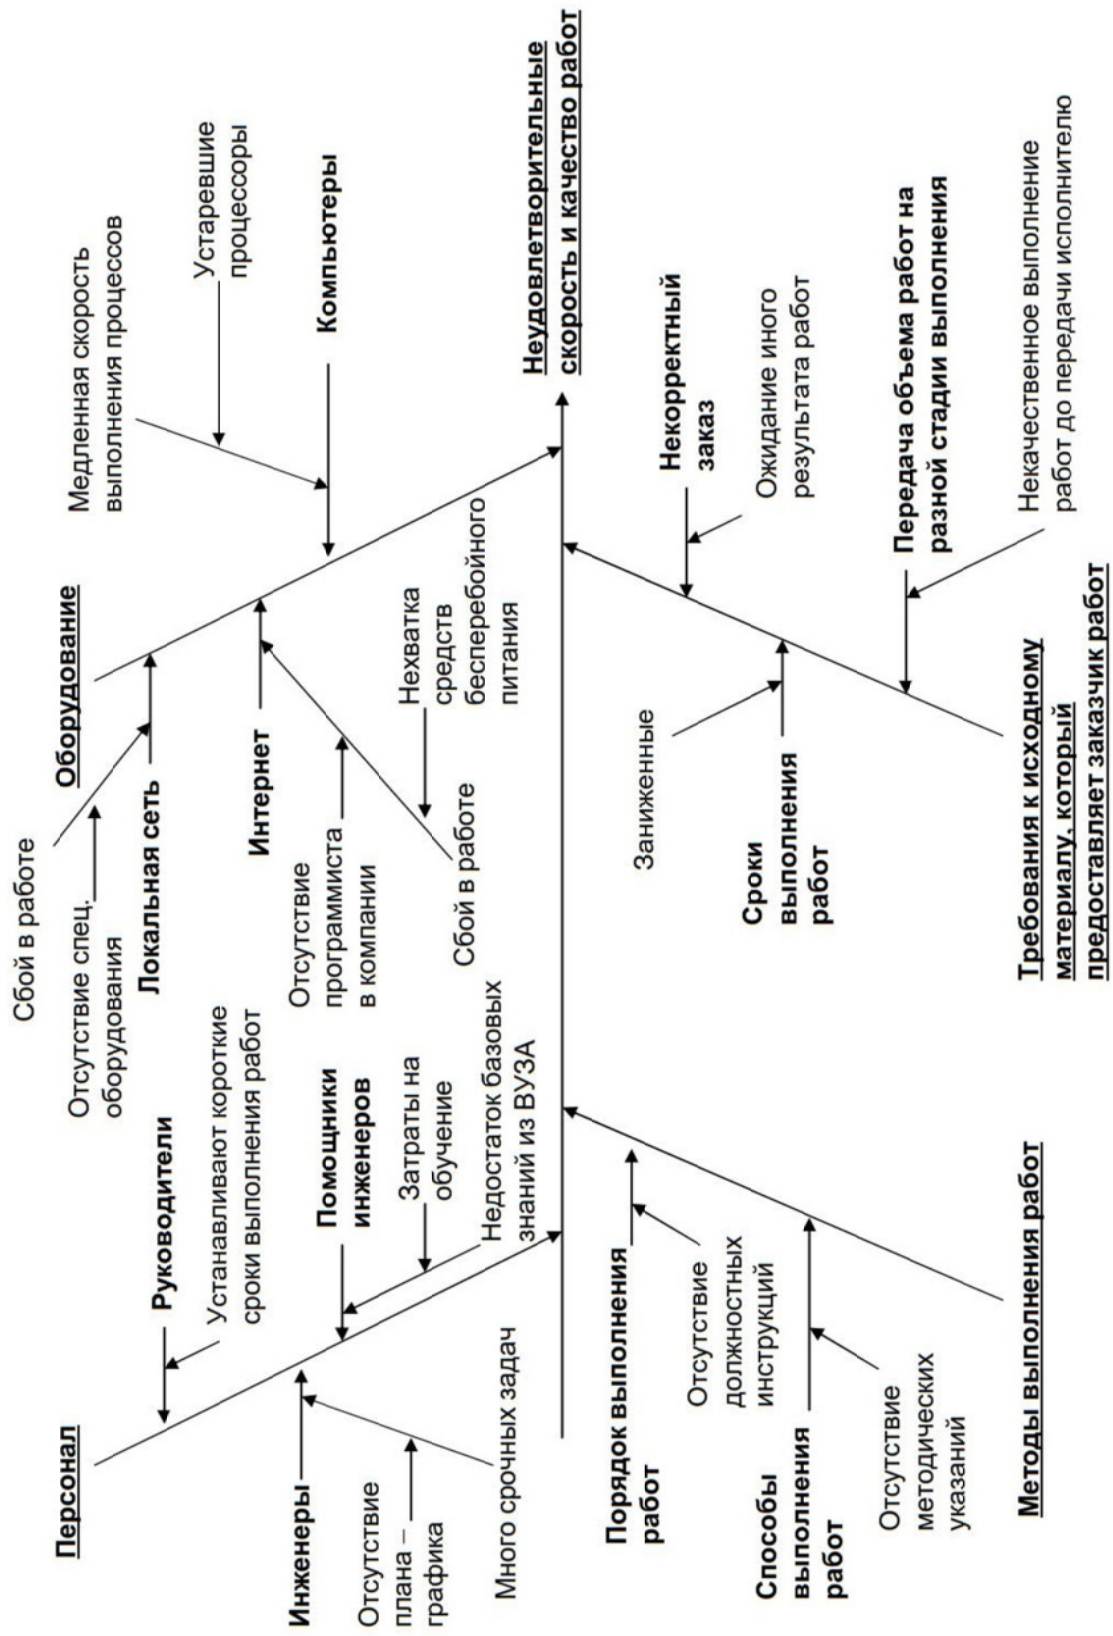 Персонал
Руководители
Устанавливают короткие
сроки выполнения работ
Инженеры
Отсутствие
плана –
графика
Много срочных задач
Помощники
инженеров
Затраты на
обучение
Недостаток базовых
знаний из ВУЗА
Оборудование
Сбой в работе
Отсутствие спец.
оборудования
Локальная сеть
Интернет
Отсутствие
программиста
в компании
Сбой в работе
Нехватка
средств
бесперебойного
питания
Медленная скорость
выполнения процессов
Устаревшие
процессоры
Компьютеры
Неудовлетворительные
скорость и качество работ
Порядок выполнения
работ
Отсутствие
должностных
инструкций
Способы
выполнения
работ
Отсутствие
методических
указаний
Методы выполнения работ
Заниженные
Сроки
выполнения
работ
Некорректный
заказ
Ожидание иного
результата работ
Передача объема работ на
разной стадии выполнения
Некачественное выполнение
работ до передачи исполнителю
Требования к исходному
материалу, который
предоставляет заказчик работ